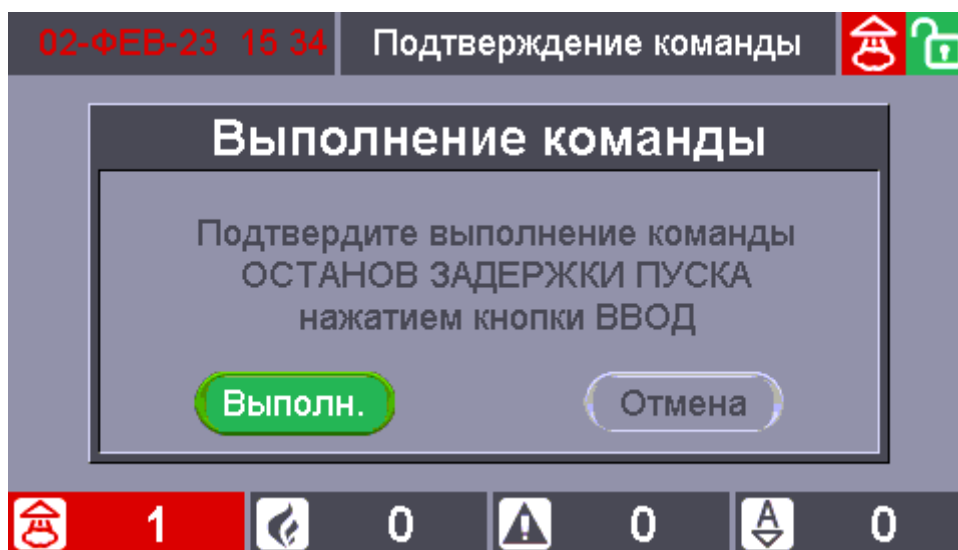 02-ФЕВ-23 15 34 Подтверждение команды
Выполнение команды
Подтвердите выполнение команды
ОСТАНОВ ЗАДЕРЖКИ ПУСКА
нажатием кнопки ВВОД
Выполн. Отмена
1 0 0 A 0